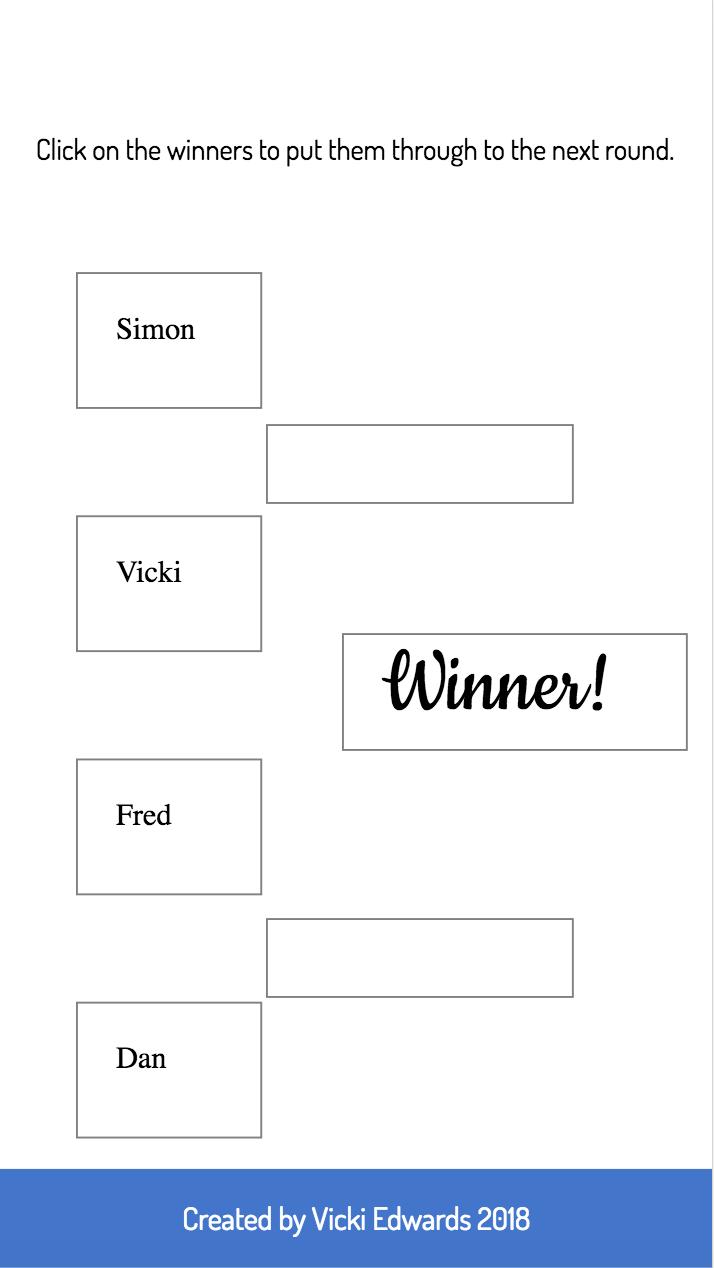 Click on the winners to put them through to the next round.
Simon
Vicki
Winner!
Fred
Dan
Created by Vicki Edwards 2018